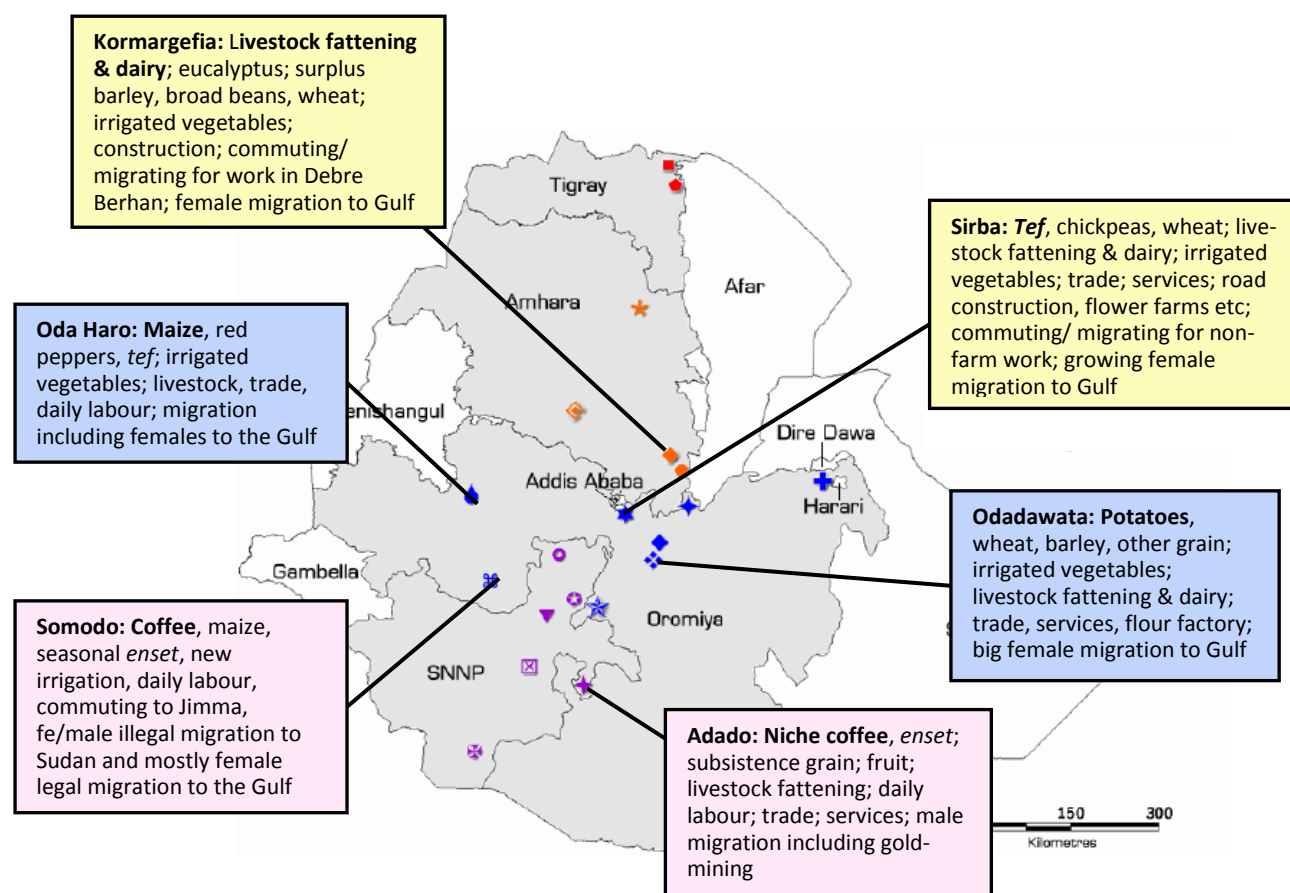 Kormargefia: Livestock fattening
& dairy; eucalyptus; surplus
barley, broad beans, wheat;
irrigated vegetables;
construction; commuting/
migrating for work in Debre
Berhan; female migration to Gulf
Tigray
Sirba: Tef, chickpeas, wheat; live-
stock fattening & dairy; irrigated
vegetables; trade; services; road
construction, flower farms etc;
commuting/ migrating for non-
farm work; growing female
migration to Gulf
Afar
Amhara
Oda Haro: Maize, red
peppers, tef; irrigated
vegetables; livestock, trade,
daily labour; migration
including females to the Gulf
enishangul
Dire Dawa
Addis Ababa
Harari
Odadawata: Potatoes,
wheat, barley, other grain;
irrigated vegetables;
livestock fattening & dairy;
trade, services, flour factory;
big female migration to Gulf
Gambella
Oromiya
Somodo: Coffee, maize,
seasonal enset, new
irrigation, daily labour,
commuting to Jimma,
fe/male illegal migration to
Sudan and mostly female
legal migration to the Gulf
SNNP
Adado: Niche coffee, enset;
subsistence grain; fruit;
livestock fattening; daily
labour; trade; services; male
migration including gold-
mining
150 300
Kilometres